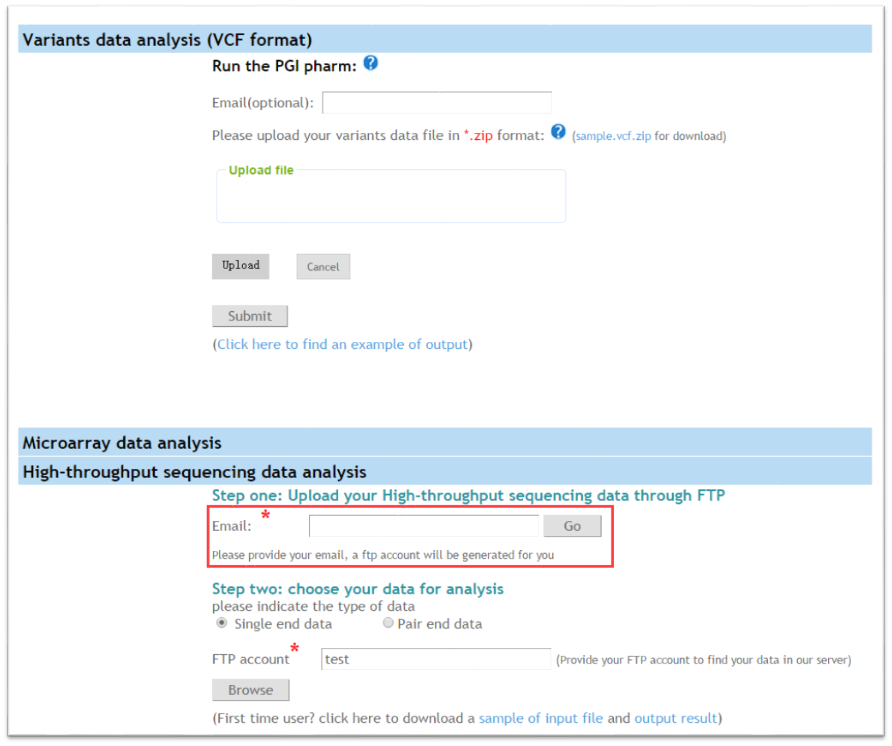 Variants data analysis (VCF format)
Run the PGI pharm: ?
Email(optional):
Please upload your variants data file in *.zip format: ? (sample.vcf.zip for download)
Upload file
Upload Cancel
Submit
(Click here to find an example of output)
Microarray data analysis
High-throughput sequencing data analysis
Step one: Upload your High-throughput sequencing data through FTP
Email: * Go
Please provide your email, a ftp account will be generated for you
Step two: choose your data for analysis
please indicate the type of data
Single end data Pair end data
FTP account* test (Provide your FTP account to find your data in our server)
Browse
(First time user? click here to download a sample of input file and output result)